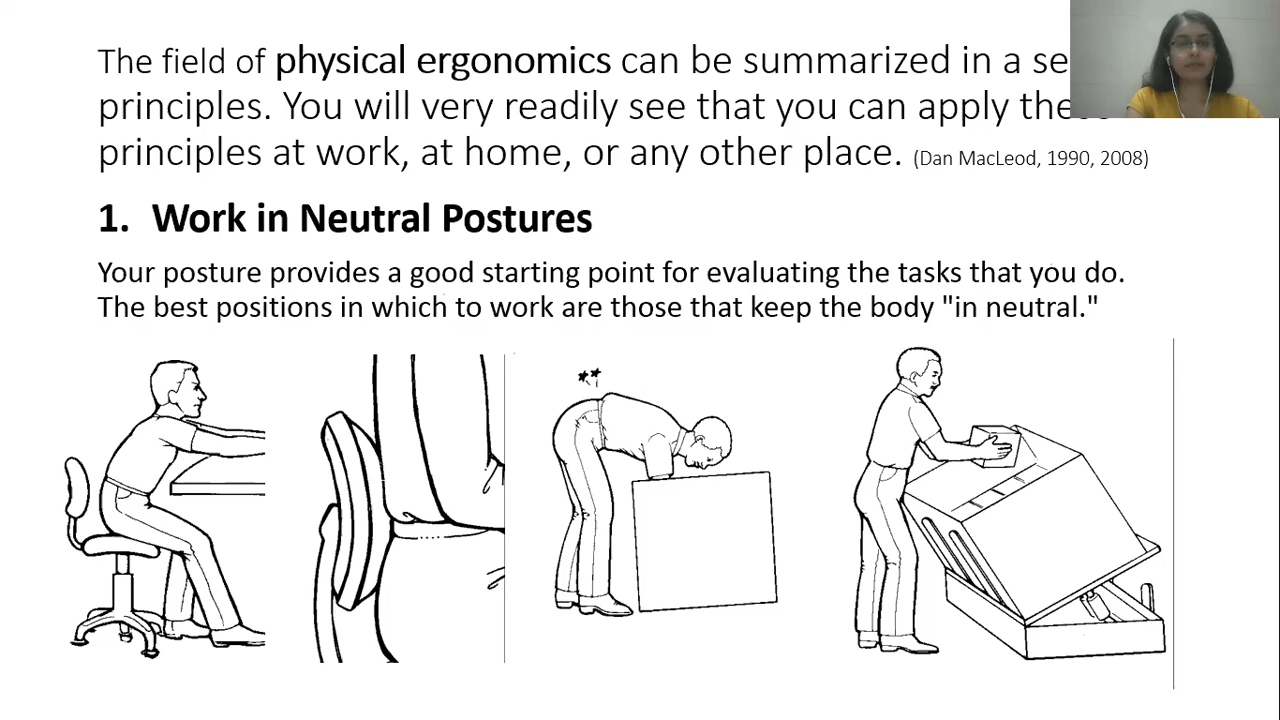 The field of physical ergonomics can be summarized in a se
principles. You will very readily see that you can apply these
principles at work, at home, or any other place. (Dan MacLeod, 1990, 2008)
1. Work in Neutral Postures
Your posture provides a good starting point for evaluating the tasks that you do.
The best positions in which to work are those that keep the body "in neutral."